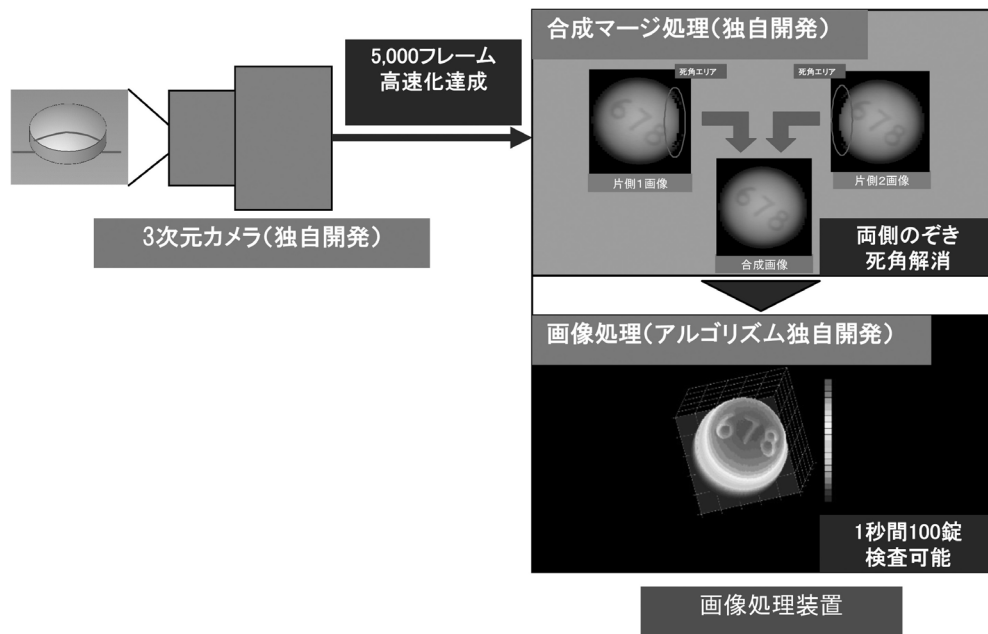 5,000フレーム
高速化達成
3次元カメラ(独自開発)
合成マージ処理(独自開発)
死角エリア
死角エリア
678
678
片側1画像
片側2画像
678
合成画像
両側のぞき
死角解消
画像処理(アルゴリズム独自開発)
678
1秒間100錠
検査可能
画像処理装置